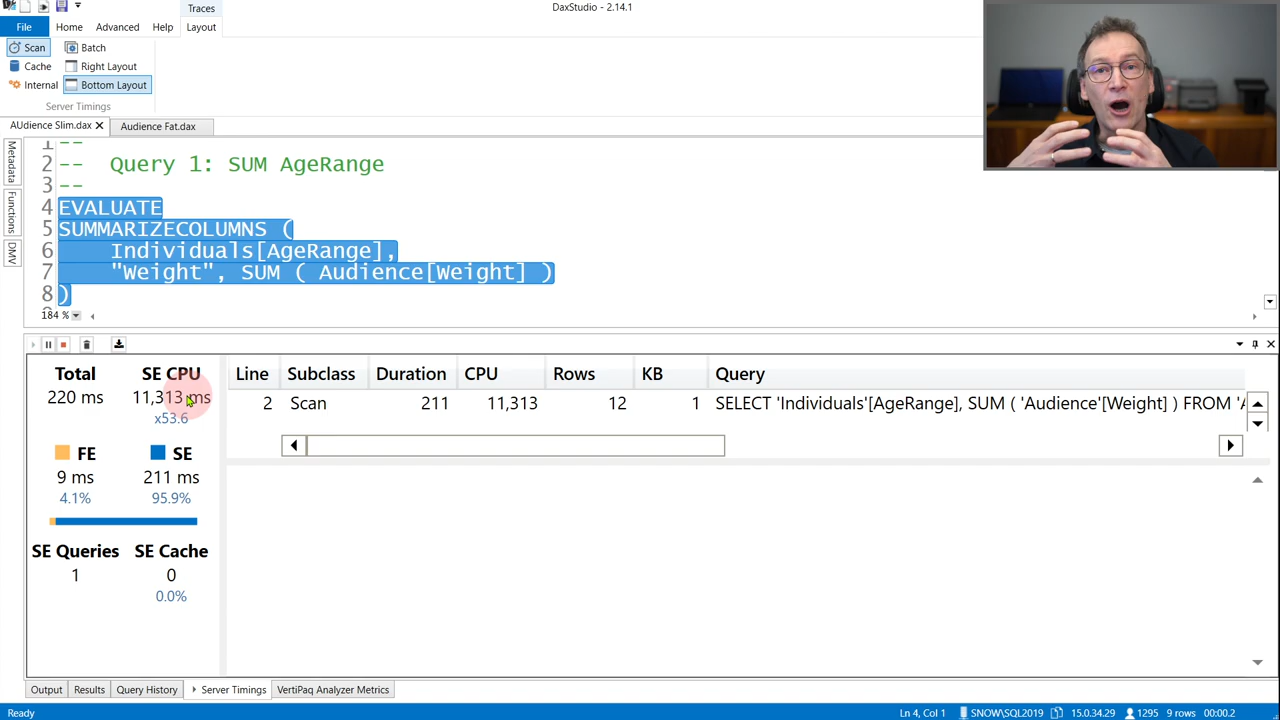 Traces
DaxStudio - 2.14.1
File Home Advanced Help Layout
Scan Batch
Cache Right Layout
Internal Bottom Layout
Server Timings
AUdience Slim.dax Audience Fat.dax
Metadata
Functions
DMV
1 --
2 -- Query 1: SUM AgeRange
3 --
4 EVALUATE
5 SUMMARIZECOLUMNS (
6 Individuals[AgeRange],
7 "Weight", SUM ( Audience[Weight] )
8 )
184 %
Total SE CPU
220 ms 11,313 ms
x53.6
FE SE
9 ms 211 ms
4.1% 95.9%
SE Queries SE Cache
1 0
0.0%
Line Subclass Duration CPU Rows KB Query
2 Scan 211 11,313 12 1 SELECT 'Individuals'[AgeRange], SUM ( 'Audience'[Weight] ) FROM
Output Results Query History Server Timings VertiPaq Analyzer Metrics
Ready Ln 4, Col 1 SNOW\SQL2019 15.0.34.29 1295 9 rows 00:00.2